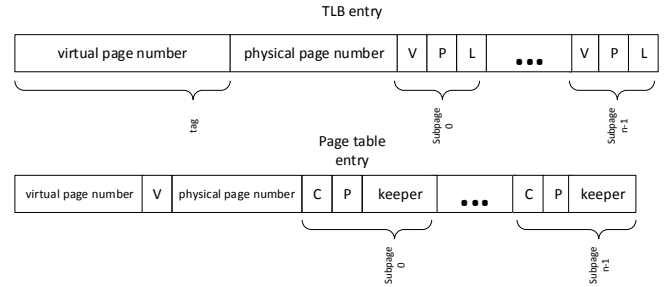 TLB entry
virtual page number physical page number V P L ... V P L
tag
Subpage
0
Subpage
n-1
Page table
entry
virtual page number V physical page number C P keeper ... C P keeper
Subpage
0
Subpage
n-1